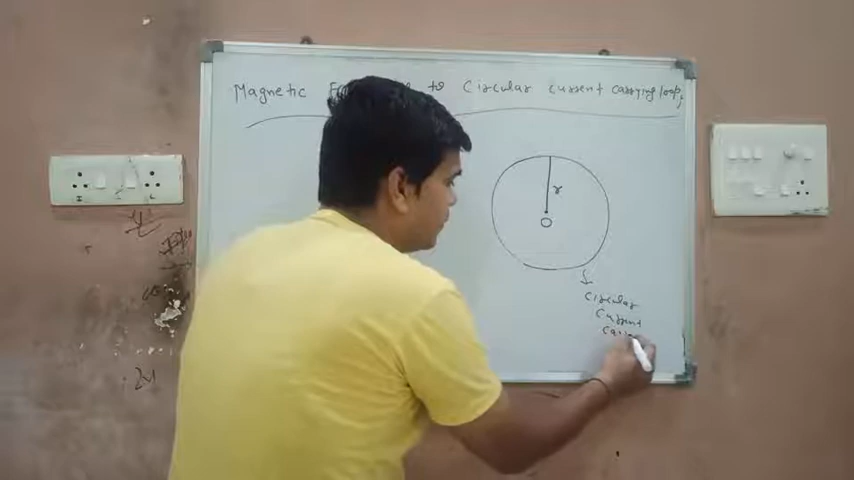 Magnetic to Circular current carrying loop;
r
O
Circular
Current